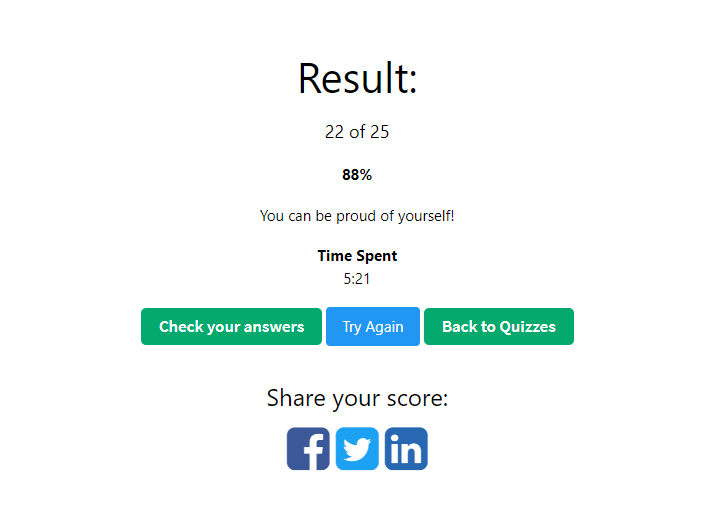 Result:
22 of 25
88%
You can be proud of yourself!
Time Spent
5:21
Check your answers Try Again Back to Quizzes
Share your score:
f in